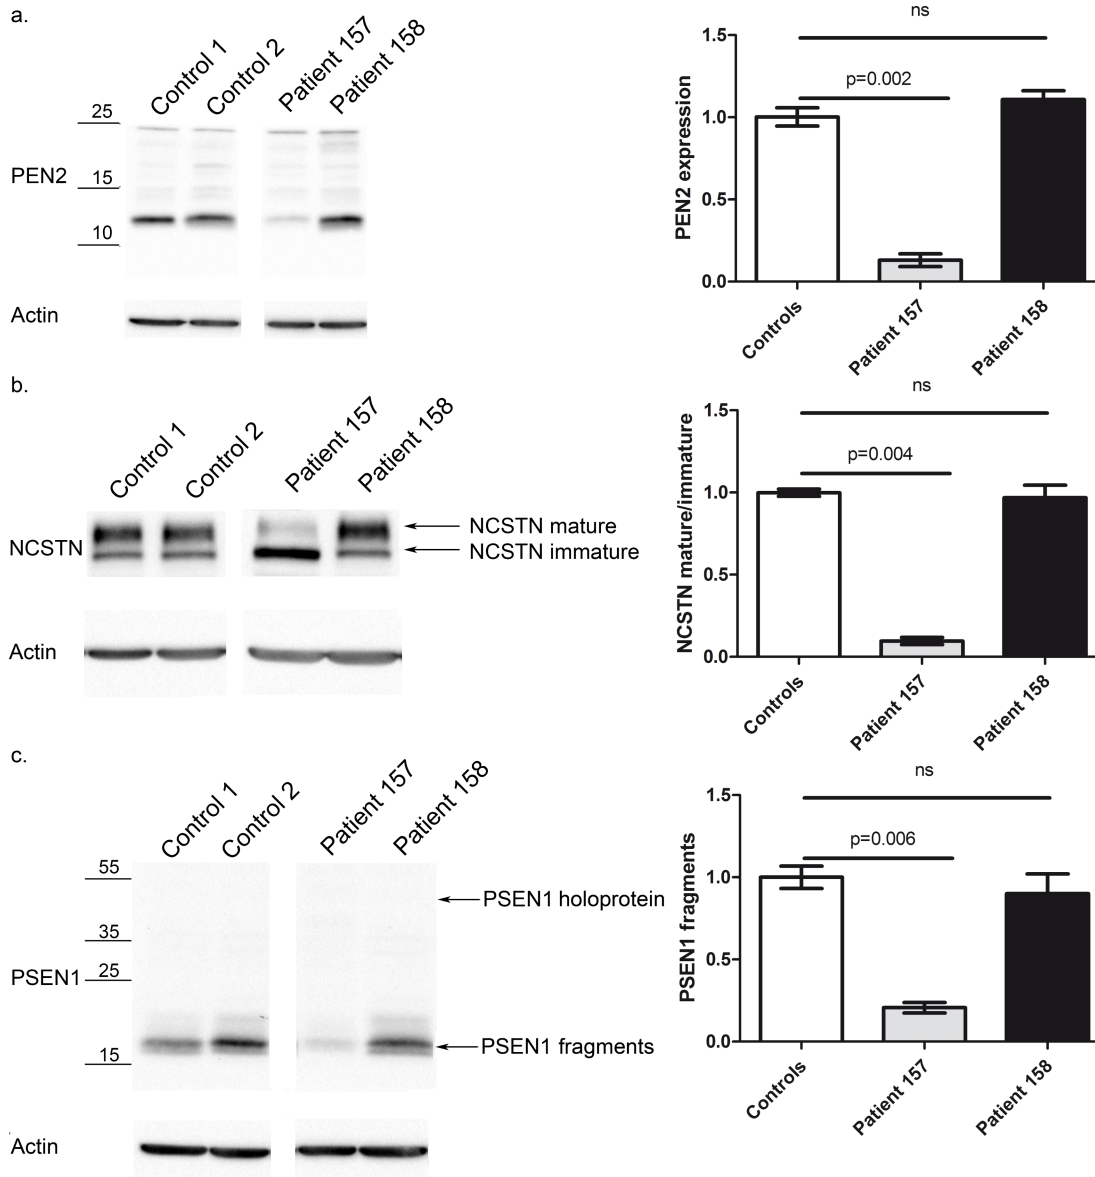 a.
Control 1
Control 2
Patient 157
Patient 158
25
PEN2
15
10
Actin
ns
p=0.002
PEN2 expression
1.5
1.0
0.5
0.0
Controls
Patient 157
Patient 158
b.
Control 1
Control 2
Patient 157
Patient 158
NCSTN
NCSTN mature
NCSTN immature
Actin
ns
p=0.004
NCSTN mature/immature
1.5
1.0
0.5
0.0
Controls
Patient 157
Patient 158
c.
Control 1
Control 2
Patient 157
Patient 158
55
PSEN1 holoprotein
35
PSEN1
25
PSEN1 fragments
15
Actin
ns
p=0.006
PSEN1 fragments
1.5
1.0
0.5
0.0
Controls
Patient 157
Patient 158